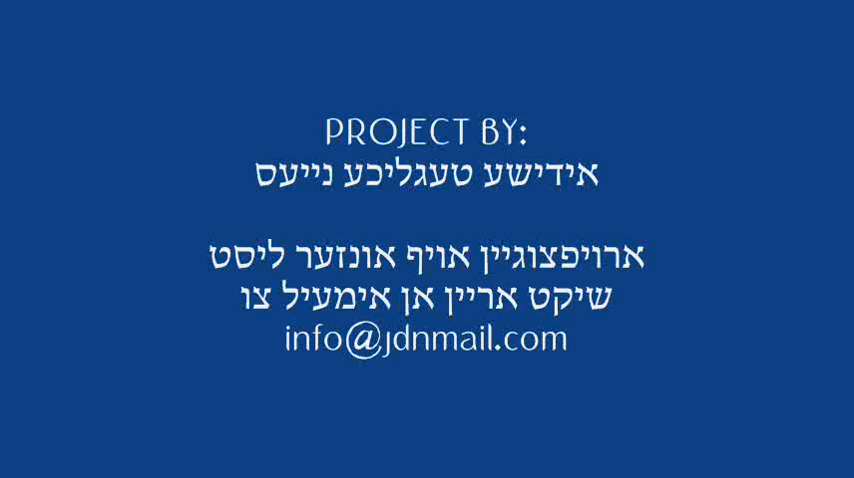 PROJECT BY:
אידישע טעגליכע נייעס
ארויפצוגיין אויף אונזער ליסט
שיקט אריין אן אימעיל צו
info@jdnmail.com